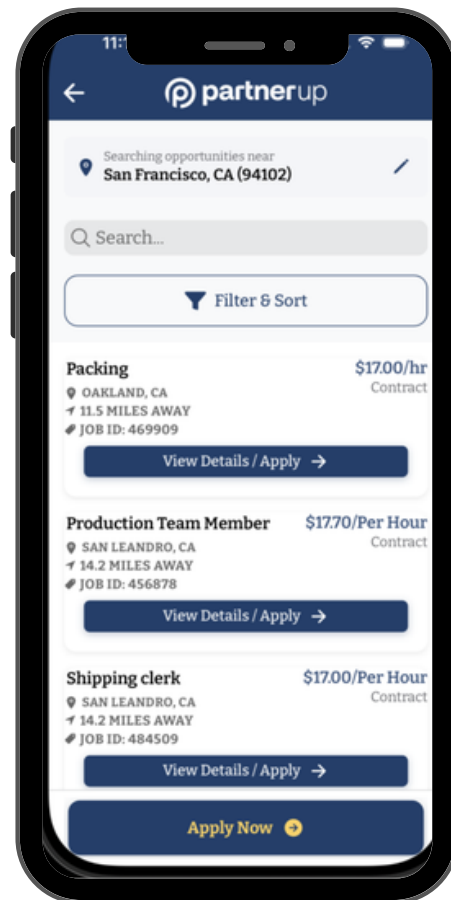 11:
partnerup
Searching opportunities near
San Francisco, CA (94102)
Search...
Filter & Sort
Packing
$17.00/hr
OAKLAND, CA
Contract
11.5 MILES AWAY
JOB ID: 469909
View Details / Apply →
Production Team Member
$17.70/Per Hour
SAN LEANDRO, CA
Contract
14.2 MILES AWAY
JOB ID: 456878
View Details / Apply →
Shipping clerk
$17.00/Per Hour
SAN LEANDRO, CA
Contract
14.2 MILES AWAY
JOB ID: 484509
View Details / Apply →
Apply Now